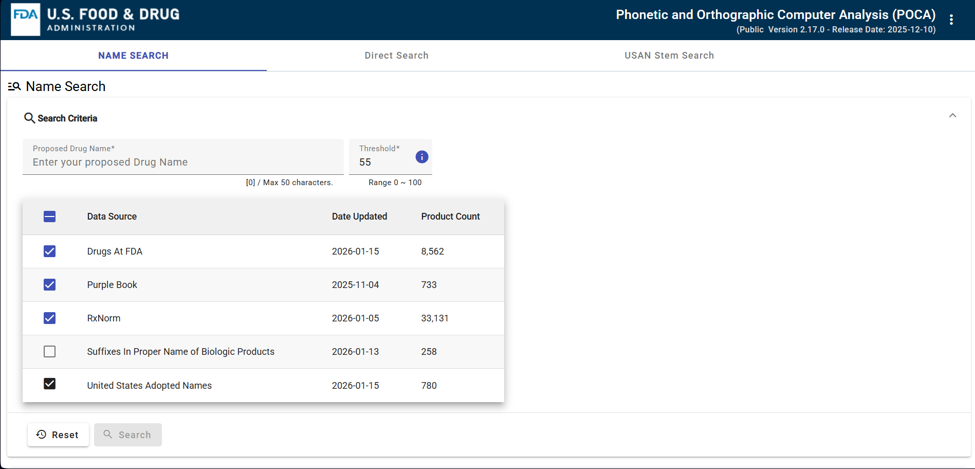 FDA U.S. FOOD & DRUG
ADMINISTRATION
Phonetic and Orthographic Computer Analysis (POCA)
(Public Version 2.17.0 - Release Date: 2025-12-10)
NAME SEARCH Direct Search USAN Stem Search
Name Search
Search Criteria
Proposed Drug Name* Threshold*
Enter your proposed Drug Name 55 i
[0] / Max 50 characters. Range 0 ~ 100
Data Source Date Updated Product Count
Drugs At FDA 2026-01-15 8,562
Purple Book 2025-11-04 733
RxNorm 2026-01-05 33,131
Suffixes In Proper Name of Biologic Products 2026-01-13 258
United States Adopted Names 2026-01-15 780
Reset Search